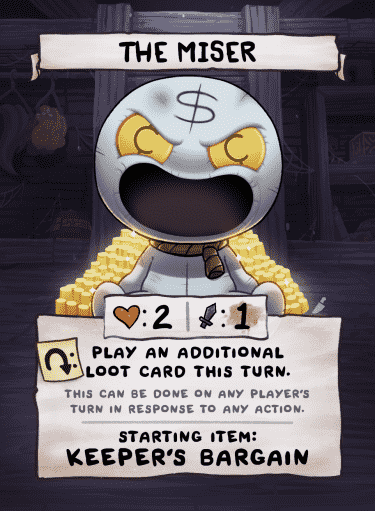 THE MISER
$
C C
:2 :1
: PLAY AN ADDITIONAL
LOOT CARD THIS TURN.
THIS CAN BE DONE ON ANY PLAYER'S
TURN IN RESPONSE TO ANY ACTION.
STARTING ITEM:
KEEPER'S BARGAIN